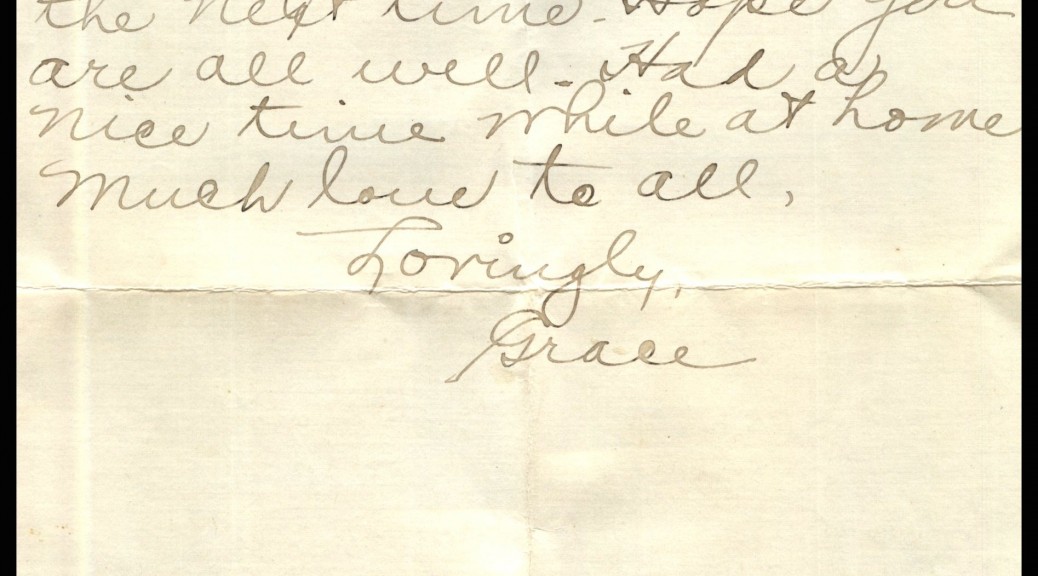 the next time. Hope you
are all well. Had a
nice time while at home
Much love to all,
Lovingly,
Grace